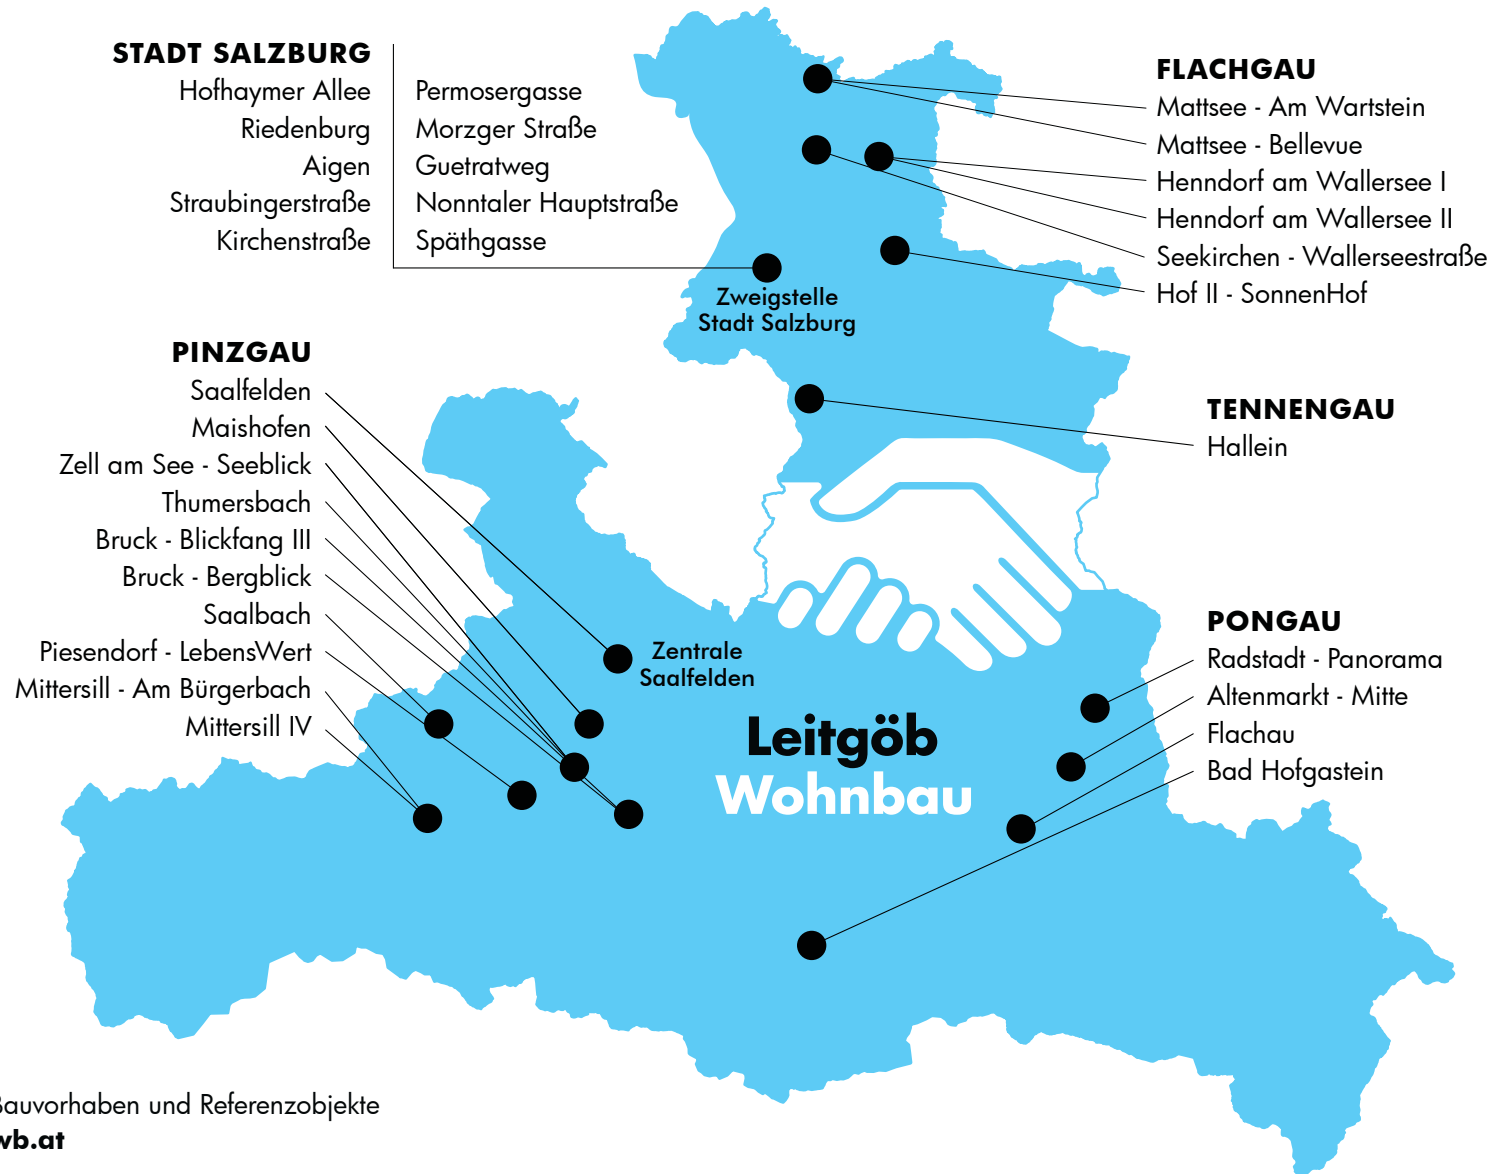 STADT SALZBURG
Hofhaymer Allee
Riedenburg
Aigen
Straubingerstraße
Kirchenstraße
Permosergasse
Morzger Straße
Guetratweg
Nonntaler Hauptstraße
Späthgasse
Zweigstelle
Stadt Salzburg
FLACHGAU
Mattsee - Am Wartstein
Mattsee - Bellevue
Henndorf am Wallersee I
Henndorf am Wallersee II
Seekirchen - Wallerseestraße
Hof II - SonnenHof
TENNENGAU
Hallein
PINZGAU
Saalfelden
Maishofen
Zell am See - Seeblick
Thumersbach
Bruck - Blickfang III
Bruck - Bergblick
Saalbach
Piesendorf - LebensWert
Mittersill - Am Bürgerbach
Mittersill IV
Zentrale
Saalfelden
Leitgöb
Wohnbau
PONGAU
Radstadt - Panorama
Altenmarkt - Mitte
Flachau
Bad Hofgastein
Bauvorhaben und Referenzobjekte
wb.at